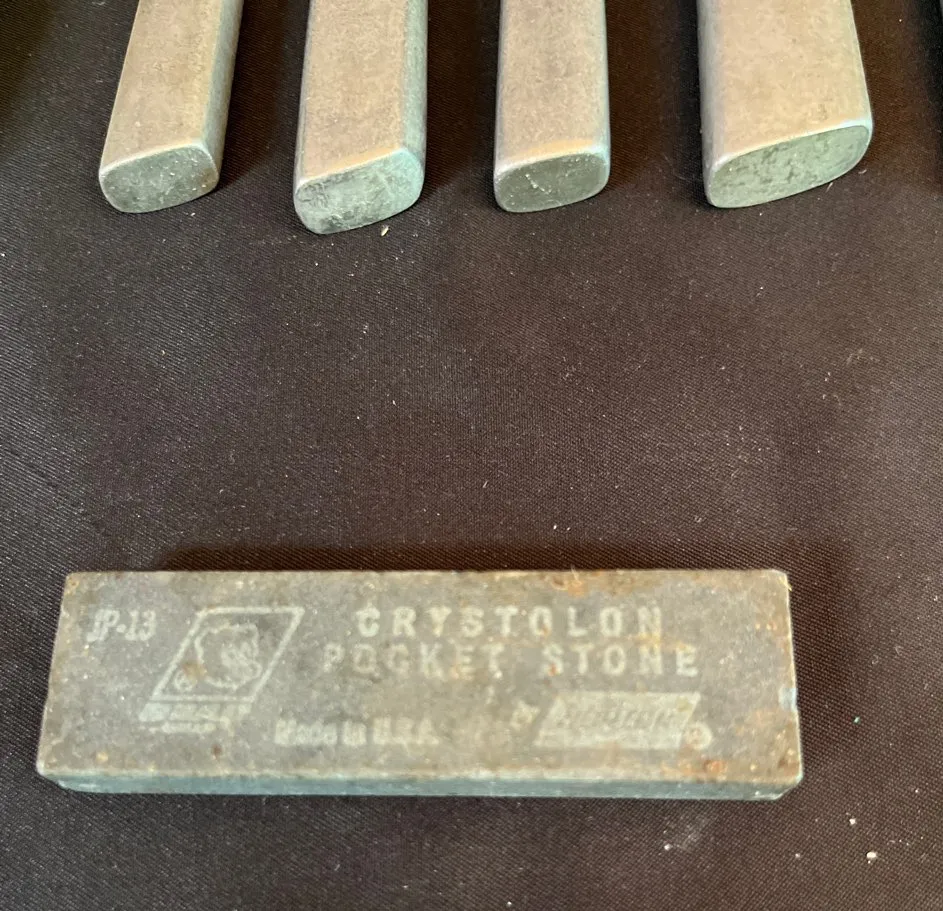 JP-13
CRYSTOLON
POCKET STONE
Made in U.S.A.